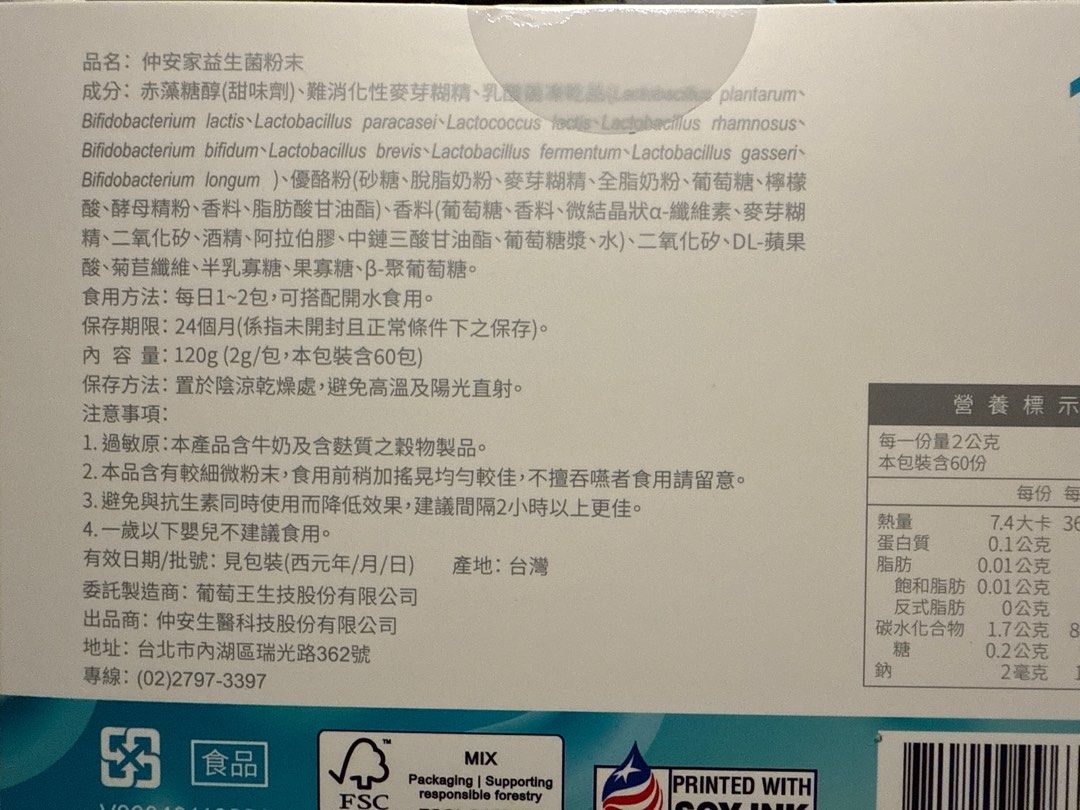 品名：仲安家益生菌粉末
成分：赤藻糖醇(甜味劑)、難消化性麥芽糊精、乳酸菌凍乾品(Lactobacillus plantarum、
Bifidobacterium lactis、Lactobacillus paracasei、Lactococcus lactis、Lactobacillus rhamnosus、
Bifidobacterium bifidum、Lactobacillus brevis、Lactobacillus fermentum、Lactobacillus gasseri、
Bifidobacterium longum )、優酪粉(砂糖、脫脂奶粉、麥芽糊精、全脂奶粉、葡萄糖、檸檬
酸、酵母精粉、香料、脂肪酸甘油酯)、香料(葡萄糖、香料、微結晶狀α-纖維素、麥芽糊
精、二氧化矽、酒精、阿拉伯膠、中鏈三酸甘油酯、葡萄糖漿、水)、二氧化矽、DL-蘋果
酸、菊苣纖維、半乳寡糖、果寡糖、β-聚葡萄糖。
食用方法：每日1~2包，可搭配開水食用。
保存期限：24個月(係指未開封且正常條件下之保存)。
內 容 量：120g (2g/包，本包裝含60包)
保存方法：置於陰涼乾燥處，避免高溫及陽光直射。
注意事項：
1. 過敏原：本產品含牛奶及含麩質之穀物製品。
2. 本品含有較細微粉末，食用前稍加搖晃均勻較佳，不擅吞嚥者食用請留意。
3. 避免與抗生素同時使用而降低效果，建議間隔2小時以上更佳。
4. 一歲以下嬰兒不建議食用。
有效日期/批號：見包裝(西元年/月/日) 產地：台灣
委託製造商：葡萄王生技股份有限公司
出品商：仲安生醫科技股份有限公司
地址：台北市內湖區瑞光路362號
專線：(02)2797-3397
營 養 標 示
每一份量2公克
本包裝含60份
每份 每
熱量 7.4大卡 36
蛋白質 0.1公克
脂肪 0.01公克
飽和脂肪 0.01公克
反式脂肪 0公克
碳水化合物 1.7公克 8
糖 0.2公克
鈉 2毫克 1
食品
FSC
MIX
Packaging | Supporting
responsible forestry
PRINTED WITH
SOY INK